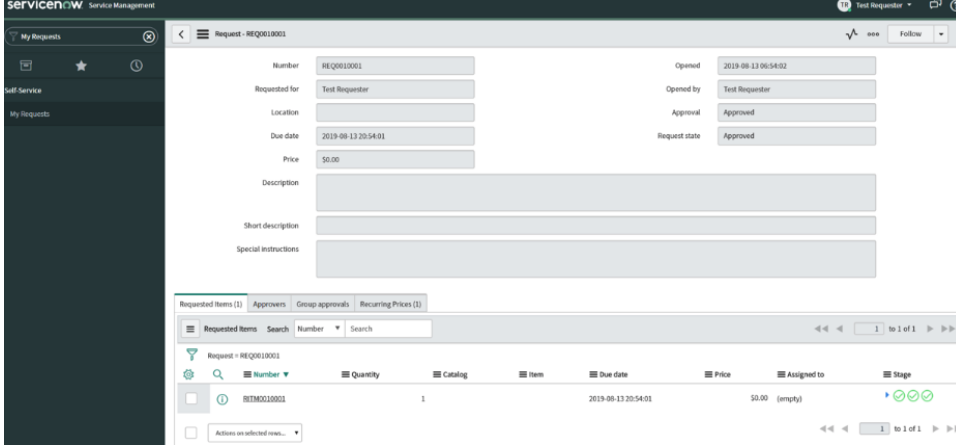 servicenow Service Management
TR Test Requester
My Requests
Self-Service
My Requests
Request - REQ0010001
Follow
Number REQ0010001
Opened 2019-08-13 06:54:02
Requested for Test Requester
Opened by Test Requester
Location
Approval Approved
Due date 2019-08-13 20:54:01
Request state Approved
Price $0.00
Description
Short description
Special instructions
Requested Items (1) Approvers Group approvals Recurring Prices (1)
Requested Items Search Number Search 1 to 1 of 1
Request = REQ0010001
Number Quantity Catalog Item Due date Price Assigned to Stage
RITM0010001 1 2019-08-13 20:54:01 $0.00 (empty)
Actions on selected rows... 1 to 1 of 1